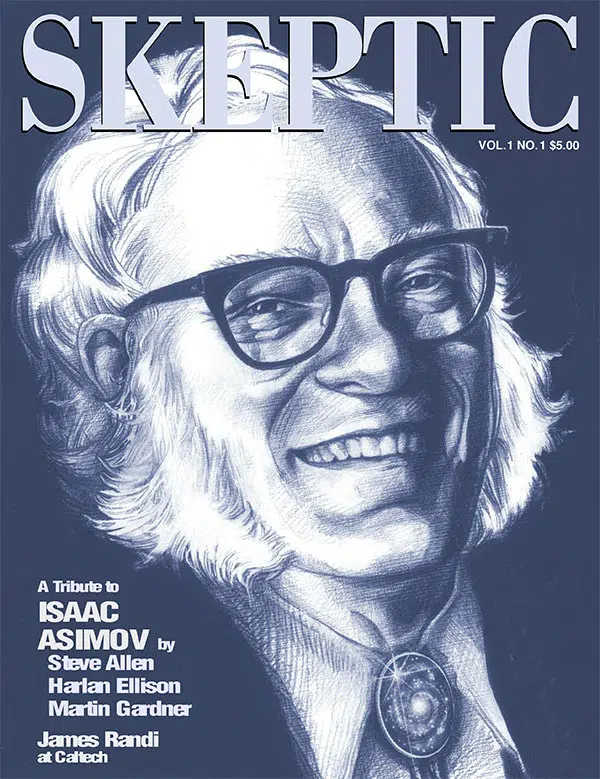 SKEPTIC
VOL.1 NO.1 $5.00
A Tribute to
ISAAC
ASIMOV by
Steve Allen
Harlan Ellison
Martin Gardner
James Randi
at Caltech